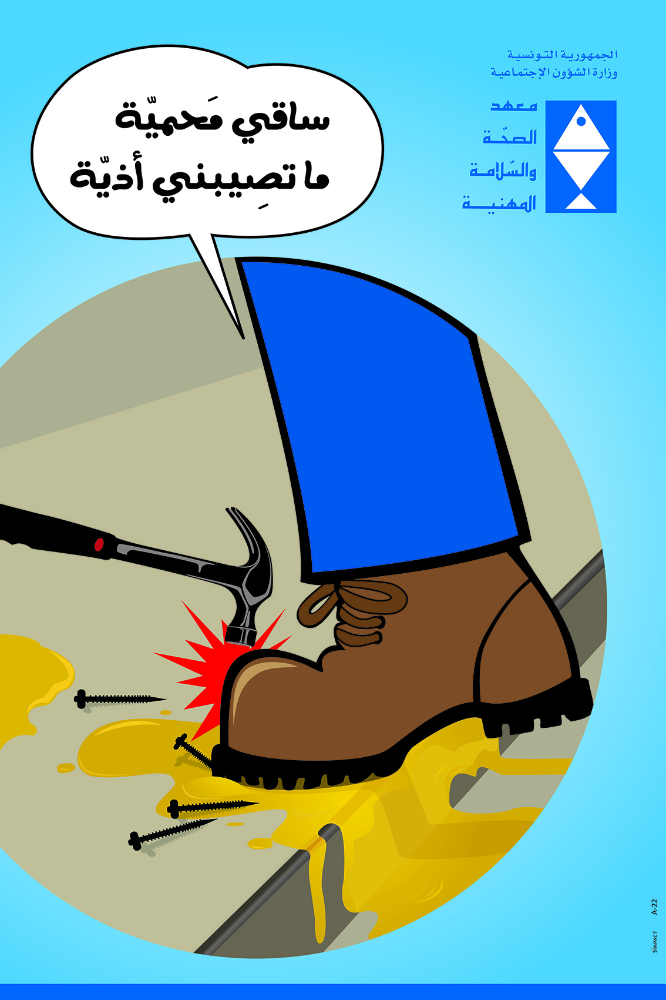 الجمهورية التونسية
وزارة الشؤون الإجتماعية
معهد
الصحّة
والسّلامة
المهنية
ساقي مَحميّة
ما تصِيبني أذيّة
SIMPACT A-22